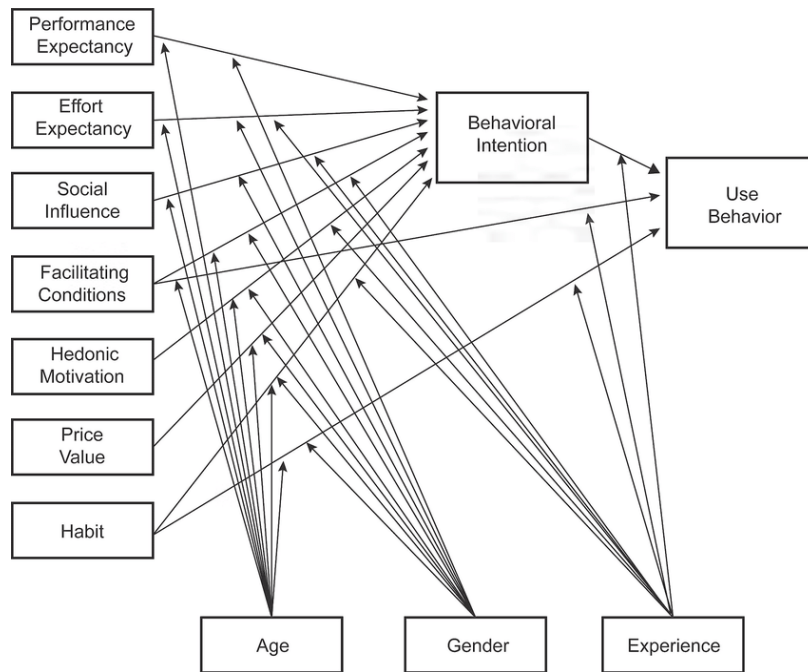 Performance
Expectancy
Effort
Expectancy
Social
Influence
Facilitating
Conditions
Hedonic
Motivation
Price
Value
Habit
Behavioral
Intention
Use
Behavior
Age
Gender
Experience